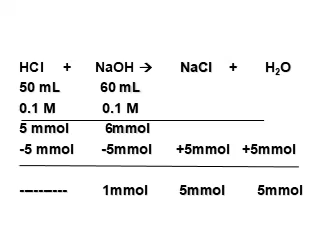 HCl + NaOH → NaCl + H₂O
50 mL 60 mL
0.1 M 0.1 M
5 mmol 6mmol
-5 mmol -5mmol +5mmol +5mmol
---------- 1mmol 5mmol 5mmol